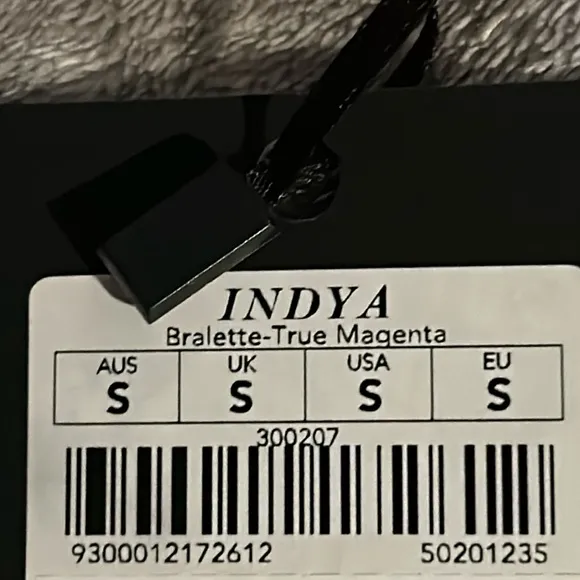 INDYA
Bralette-True Magenta
AUS UK USA EU
S S S S
300207
9300012172612 50201235